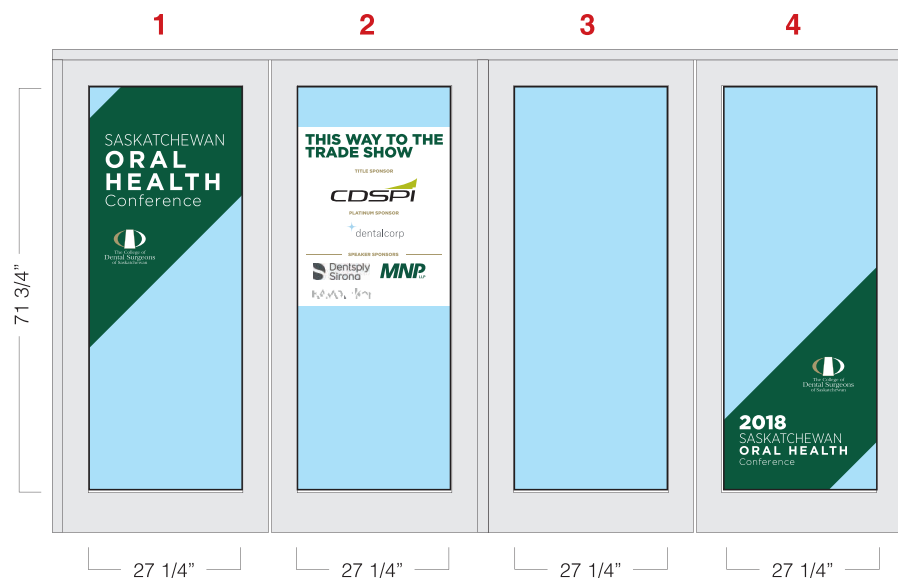 1
2
3
4
SASKATCHEWAN
ORAL
HEALTH
Conference
The College of
Dental Surgeons
of Saskatchewan
THIS WAY TO THE
TRADE SHOW
TITLE SPONSOR
CDSPI
PLATINUM SPONSOR
dentalcorp
SPEAKER SPONSORS
Dentsply
Sirona
MNP LLP
The College of
Dental Surgeons
of Saskatchewan
2018
SASKATCHEWAN
ORAL HEALTH
Conference
71 3/4”
27 1/4”
27 1/4”
27 1/4”
27 1/4”